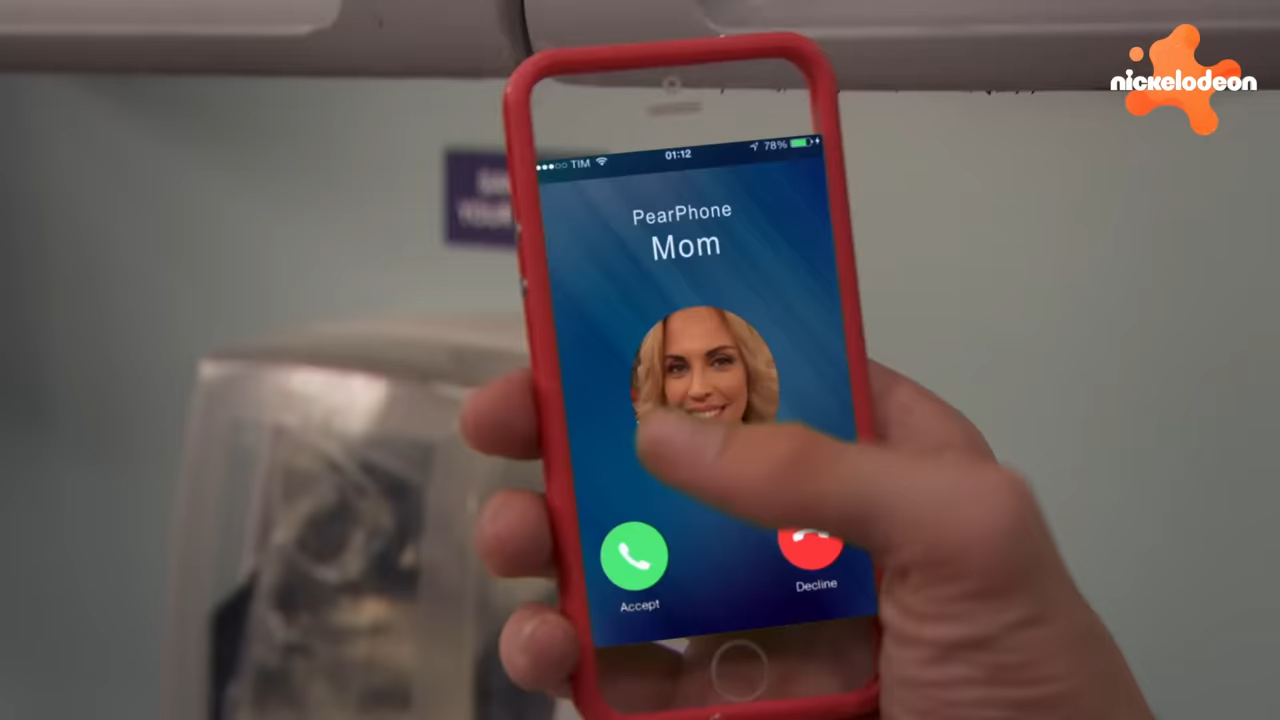 nickelodeon
TIM 01:12 78%
PearPhone
Mom
Accept
Decline